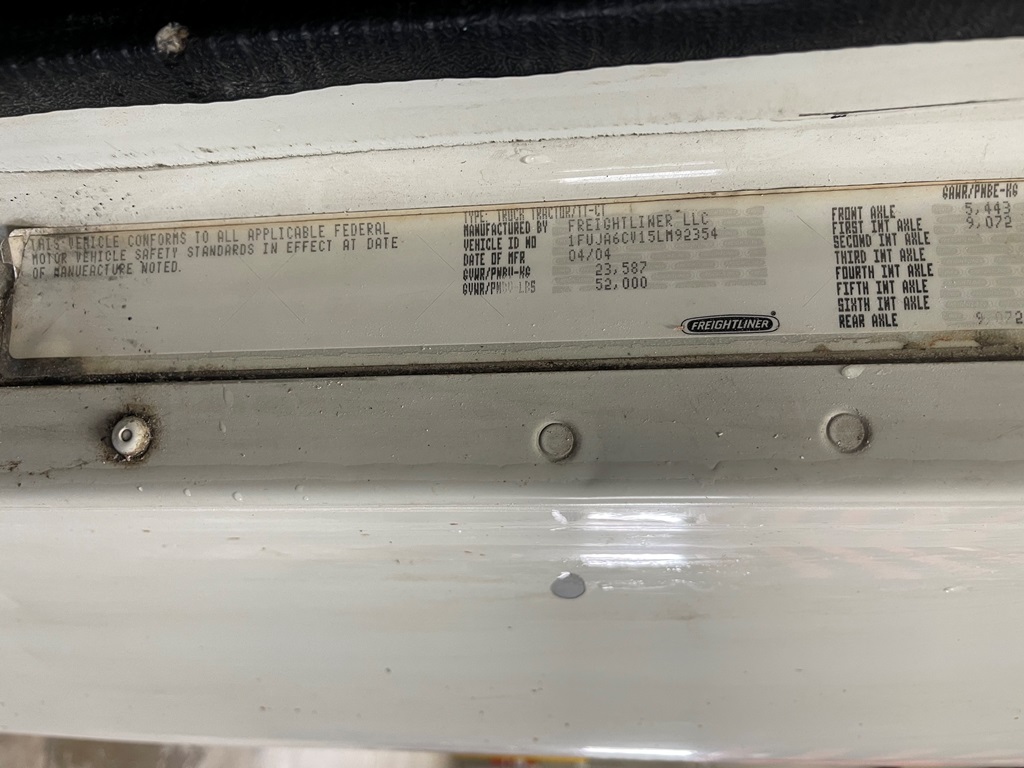 THIS VEHICLE CONFORMS TO ALL APPLICABLE FEDERAL
MOTOR VEHICLE SAFETY STANDARDS IN EFFECT AT DATE
OF MANUFACTURE NOTED.
TYPE: TRUCK TRACTOR/TT-CT
MANUFACTURED BY FREIGHTLINER LLC
VEHICLE ID NO 1FUJA6CV15LM92354
DATE OF MFR 04/04
GVWR/PNBV-KG 23,587
GVWR/PNBV-LBS 52,000
FREIGHTLINER
GAWR/PNBE-KG
FRONT AXLE 5,443
FIRST INT AXLE 9,072
SECOND INT AXLE
THIRD INT AXLE
FOURTH INT AXLE
FIFTH INT AXLE
SIXTH INT AXLE
REAR AXLE 9,072